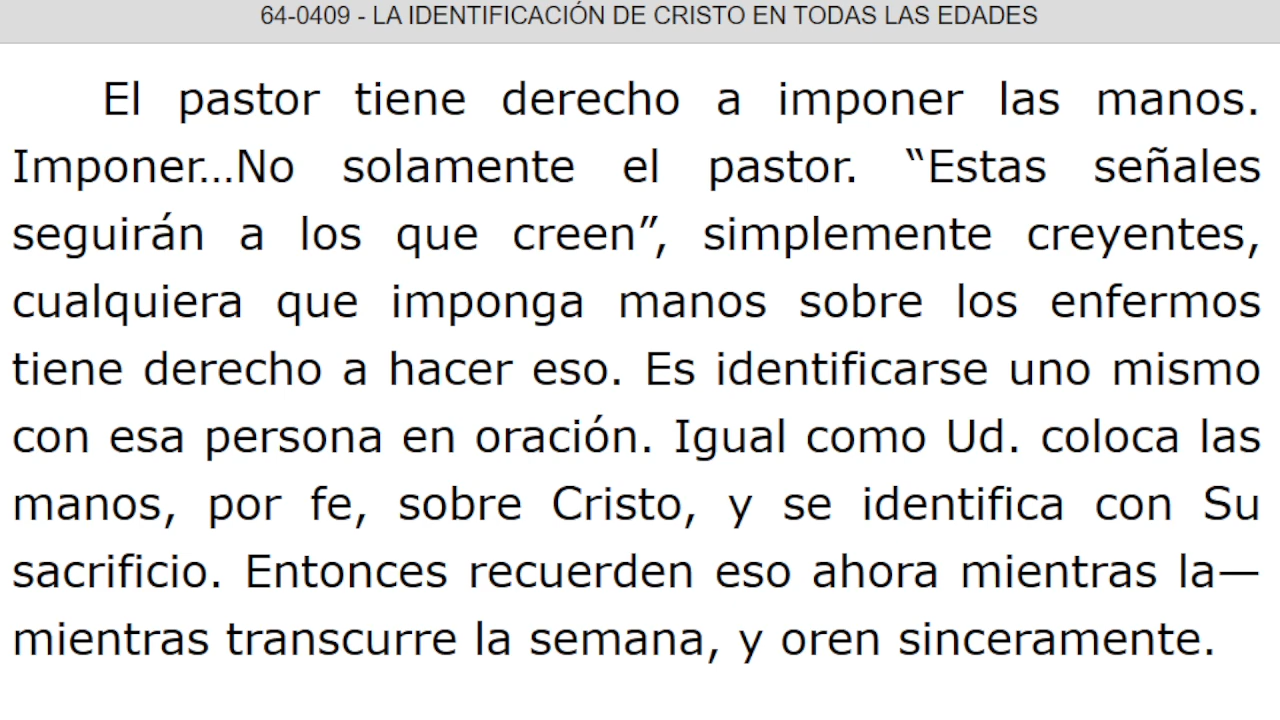 64-0409 - LA IDENTIFICACIÓN DE CRISTO EN TODAS LAS EDADES
El pastor tiene derecho a imponer las manos.
Imponer...No solamente el pastor. “Estas señales
seguirán a los que creen”, simplemente creyentes,
cualquiera que imponga manos sobre los enfermos
tiene derecho a hacer eso. Es identificarse uno mismo
con esa persona en oración. Igual como Ud. coloca las
manos, por fe, sobre Cristo, y se identifica con Su
sacrificio. Entonces recuerden eso ahora mientras la—
mientras transcurre la semana, y oren sinceramente.